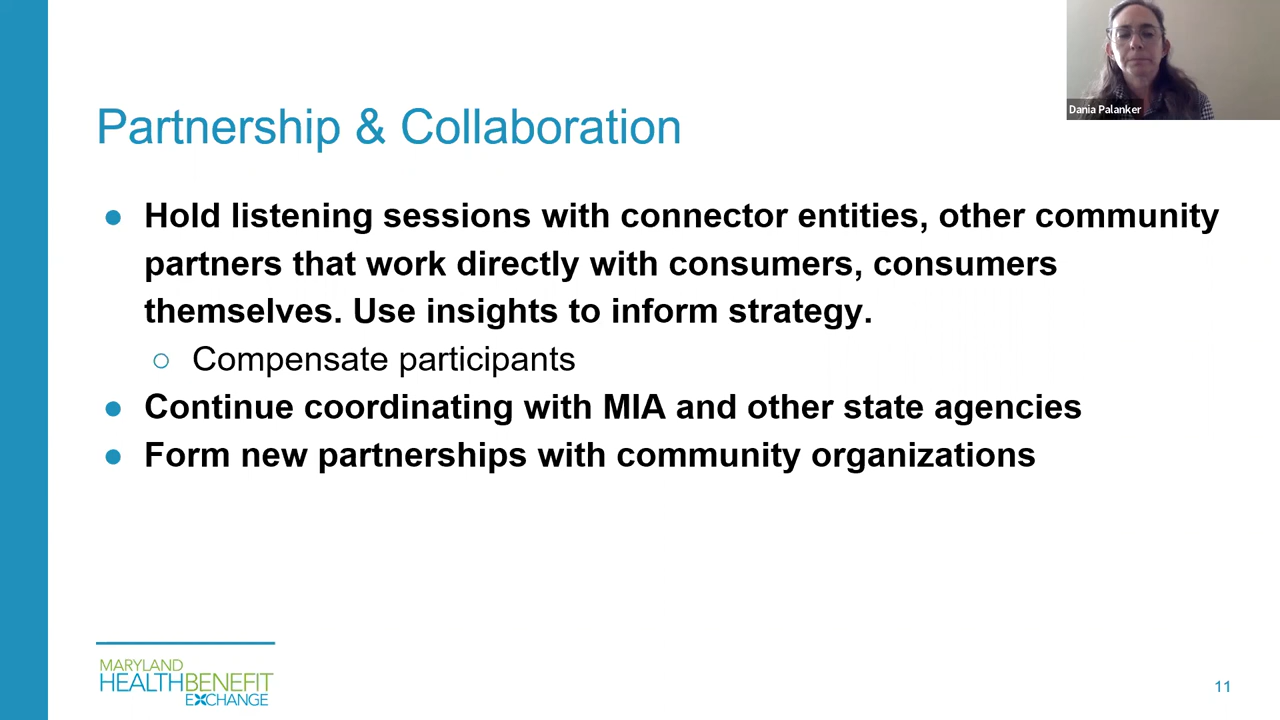 Dania Palanker
Partnership & Collaboration
● Hold listening sessions with connector entities, other community
partners that work directly with consumers, consumers
themselves. Use insights to inform strategy.
○ Compensate participants
● Continue coordinating with MIA and other state agencies
● Form new partnerships with community organizations
MARYLAND
HEALTHBENEFIT
EXCHANGE
11